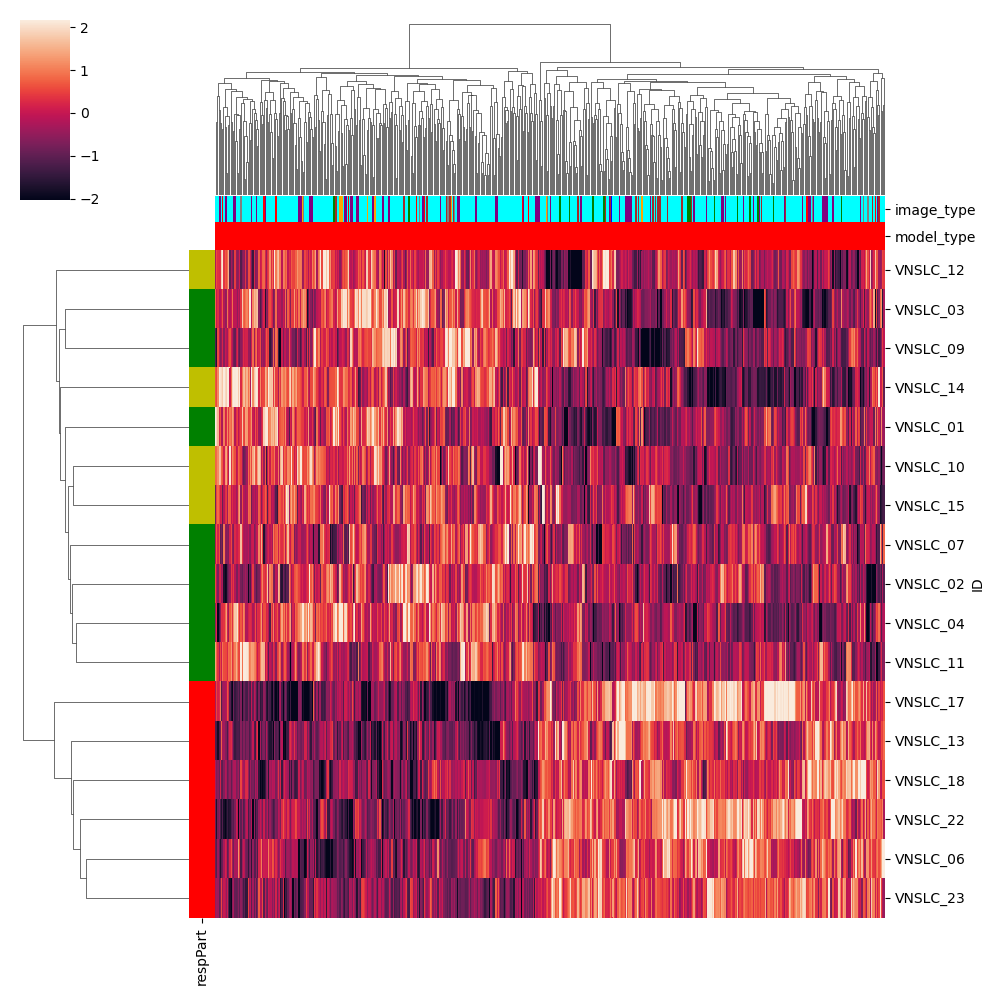 2
1
0
−1
−2
image_type
model_type
VNSLC_12
VNSLC_03
VNSLC_09
VNSLC_14
VNSLC_01
VNSLC_10
VNSLC_15
VNSLC_07
VNSLC_02
VNSLC_04
VNSLC_11
VNSLC_17
VNSLC_13
VNSLC_18
VNSLC_22
VNSLC_06
VNSLC_23
ID
respPart